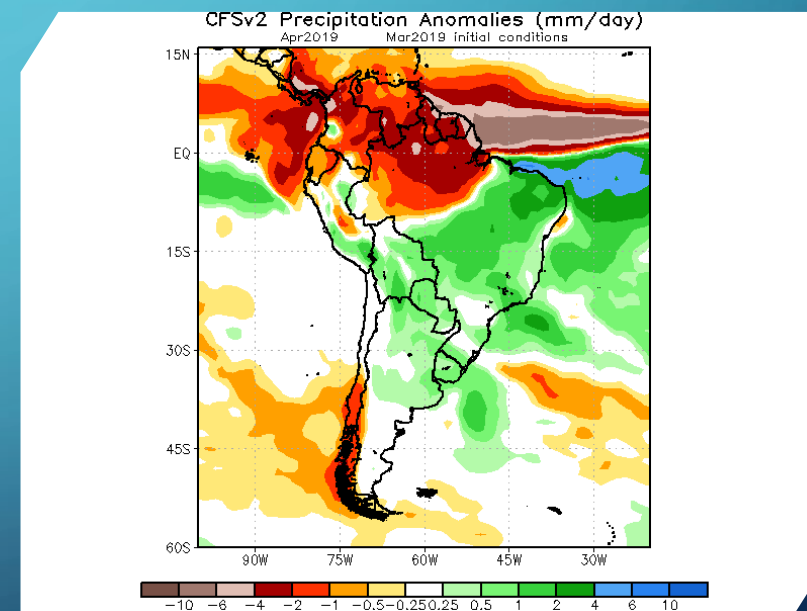 CFSv2 Precipitation Anomalies (mm/day)
Apr2019 Mar2019 initial conditions
15N
EQ
15S
30S
45S
60S
90W 75W 60W 45W 30W
-10 -6 -4 -2 -1 -0.5 -0.25 0.25 0.5 1 2 4 6 10